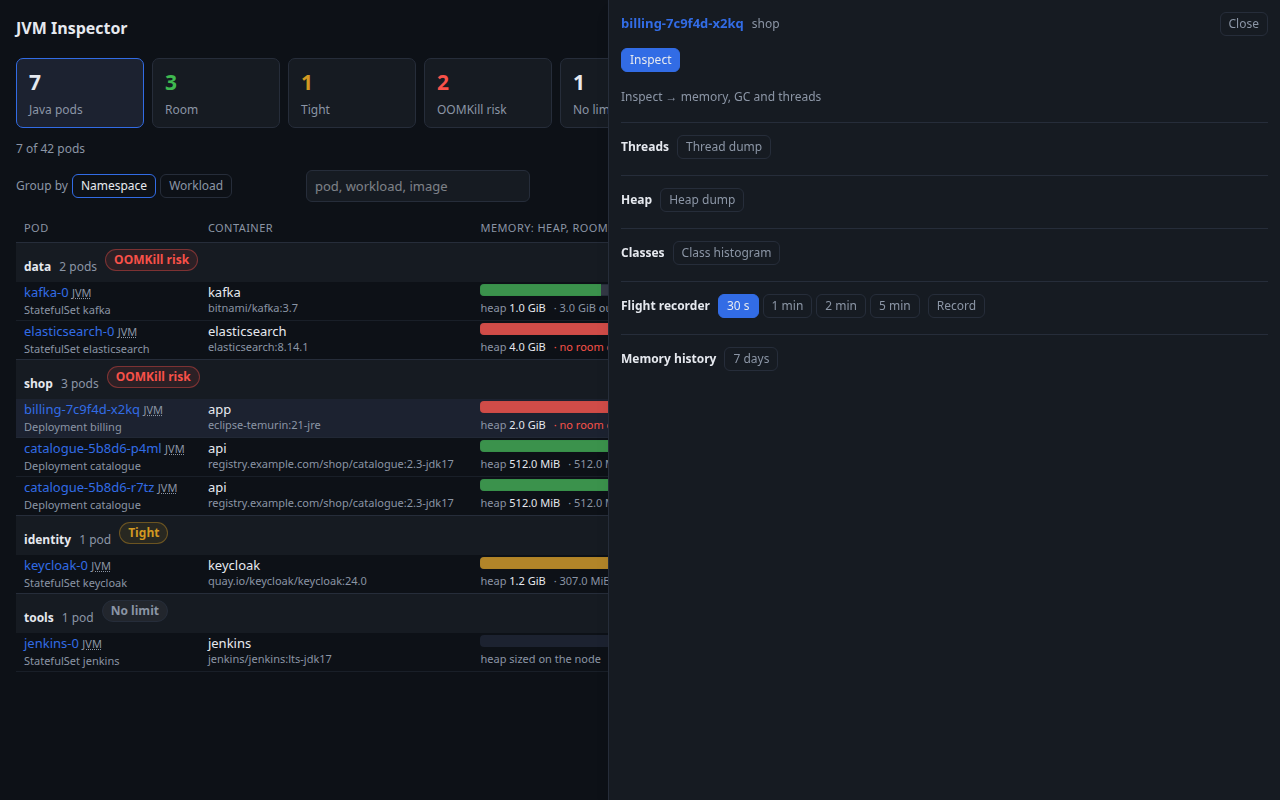 JVM Inspector
7
Java pods
3
Room
1
Tight
2
OOMKill risk
1
7 of 42 pods
Group by Namespace Workload pod, workload, image
POD CONTAINER MEMORY: HEAP, ROOM
data 2 pods OOMKill risk
kafka-0 JVM kafka
StatefulSet kafka bitnami/kafka:3.7 heap 1.0 GiB · 3.0 GiB
elasticsearch-0 JVM elasticsearch
StatefulSet elasticsearch elasticsearch:8.14.1 heap 4.0 GiB · no room
shop 3 pods OOMKill risk
billing-7c9f4d-x2kq JVM app
Deployment billing eclipse-temurin:21-jre heap 2.0 GiB · no room
catalogue-5b8d6-p4ml JVM api
Deployment catalogue registry.example.com/shop/catalogue:2.3-jdk17 heap 512.0 MiB · 512.0
catalogue-5b8d6-r7tz JVM api
Deployment catalogue registry.example.com/shop/catalogue:2.3-jdk17 heap 512.0 MiB · 512.0
identity 1 pod Tight
keycloak-0 JVM keycloak
StatefulSet keycloak quay.io/keycloak/keycloak:24.0 heap 1.2 GiB · 307.0 MiB
tools 1 pod No limit
jenkins-0 JVM jenkins
StatefulSet jenkins jenkins/jenkins:lts-jdk17 heap sized on the node
billing-7c9f4d-x2kq shop Close
Inspect
Inspect → memory, GC and threads
Threads Thread dump
Heap Heap dump
Classes Class histogram
Flight recorder 30 s 1 min 2 min 5 min Record
Memory history 7 days